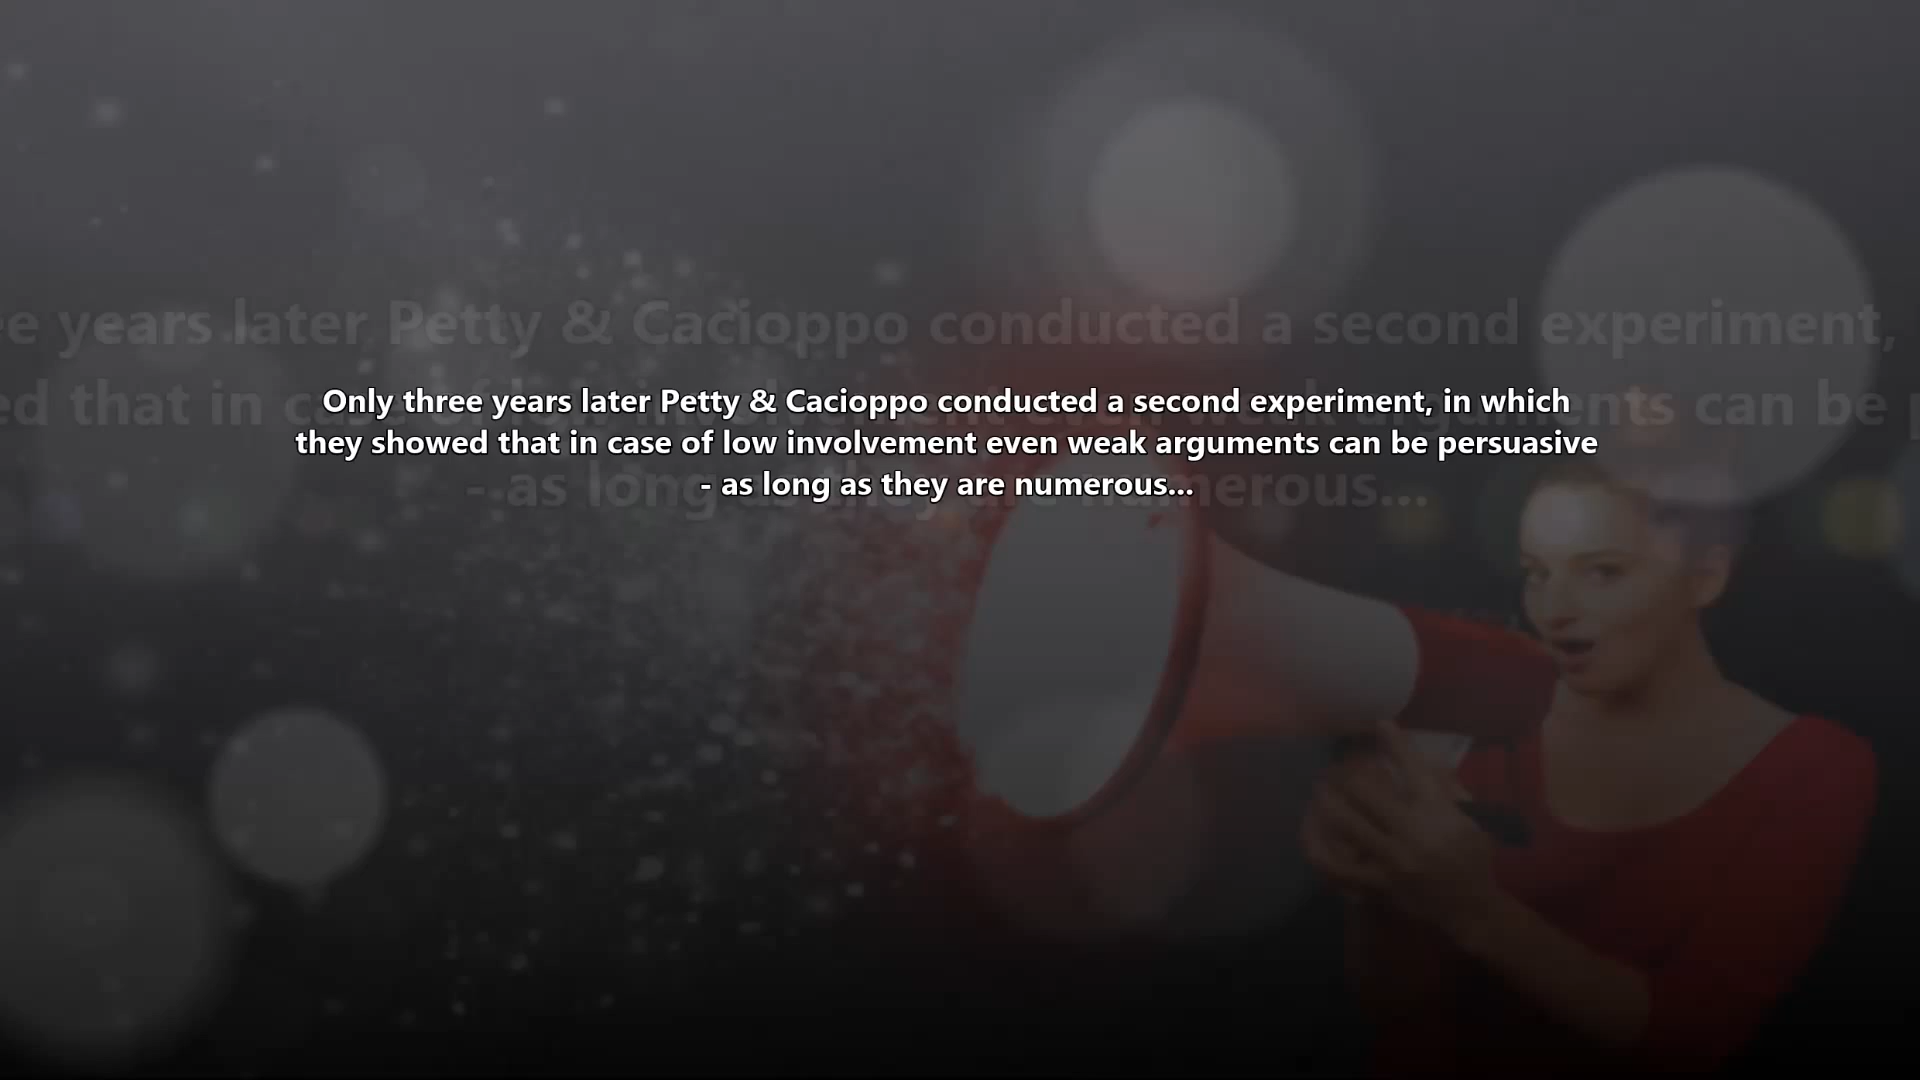 Only three years later Petty & Cacioppo conducted a second experiment, in which
they showed that in case of low involvement even weak arguments can be persuasive
- as long as they are numerous...